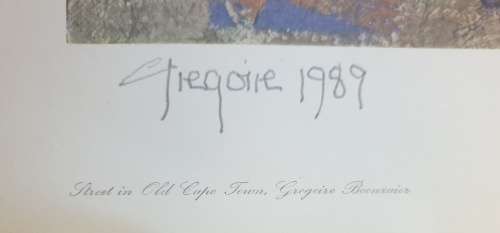 Gregoire 1989
Street in Old Cape Town, Gregoire Boonzaier